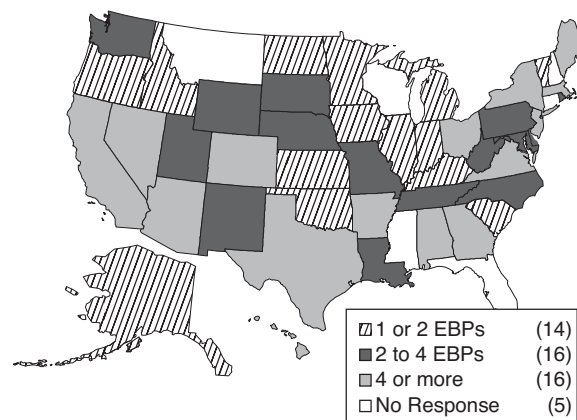 1 or 2 EBPs (14)
2 to 4 EBPs (16)
4 or more (16)
No Response (5)